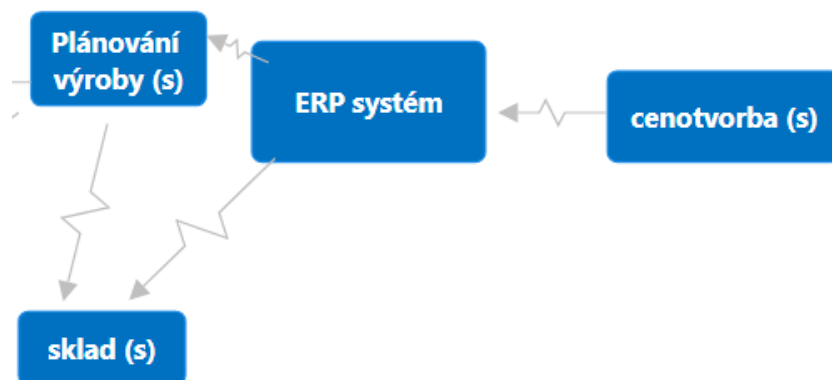 Plánování
výroby (s)
ERP systém
cenotvorba (s)
sklad (s)